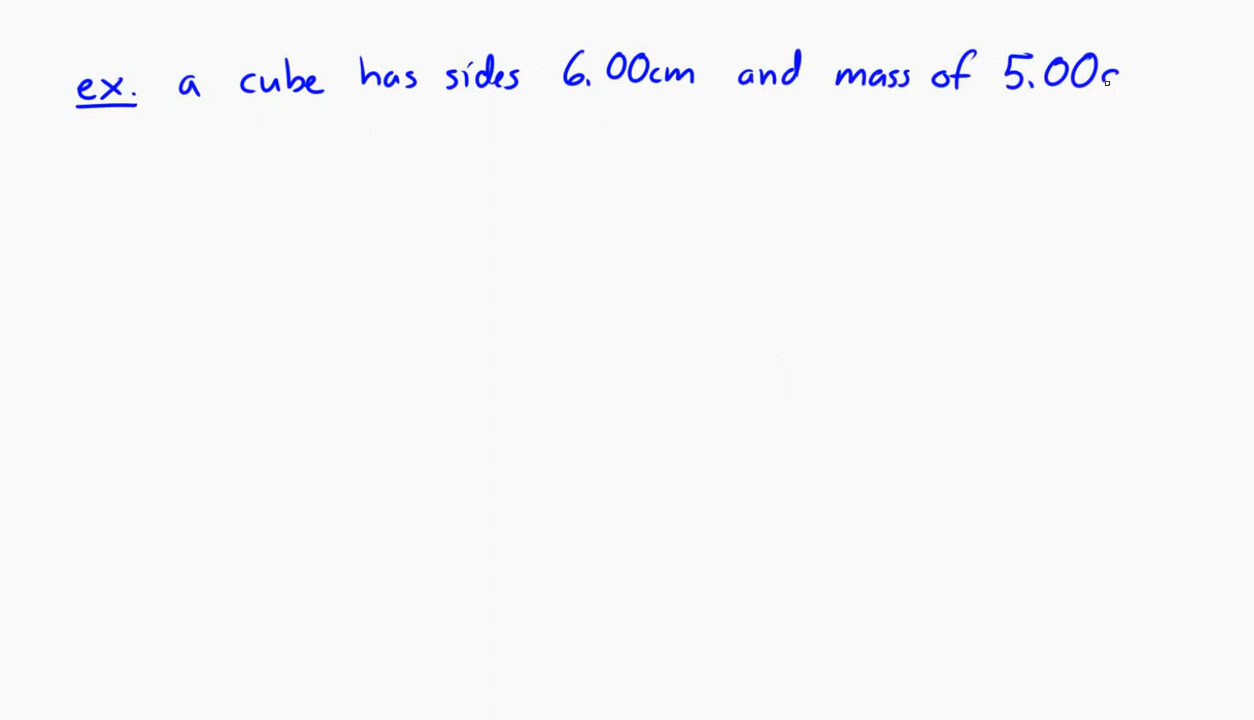 ex. a cube has sides 6.00cm and mass of 5.00